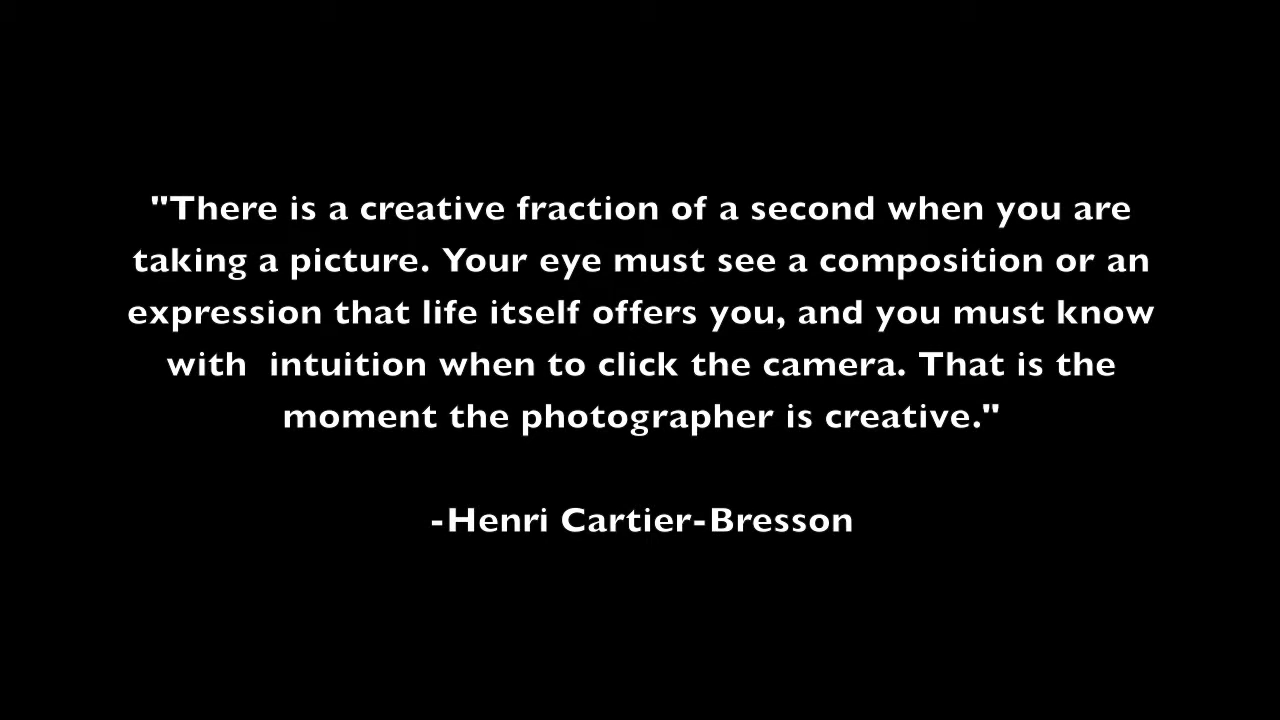 "There is a creative fraction of a second when you are
taking a picture. Your eye must see a composition or an
expression that life itself offers you, and you must know
with  intuition when to click the camera. That is the
moment the photographer is creative."
-Henri Cartier-Bresson